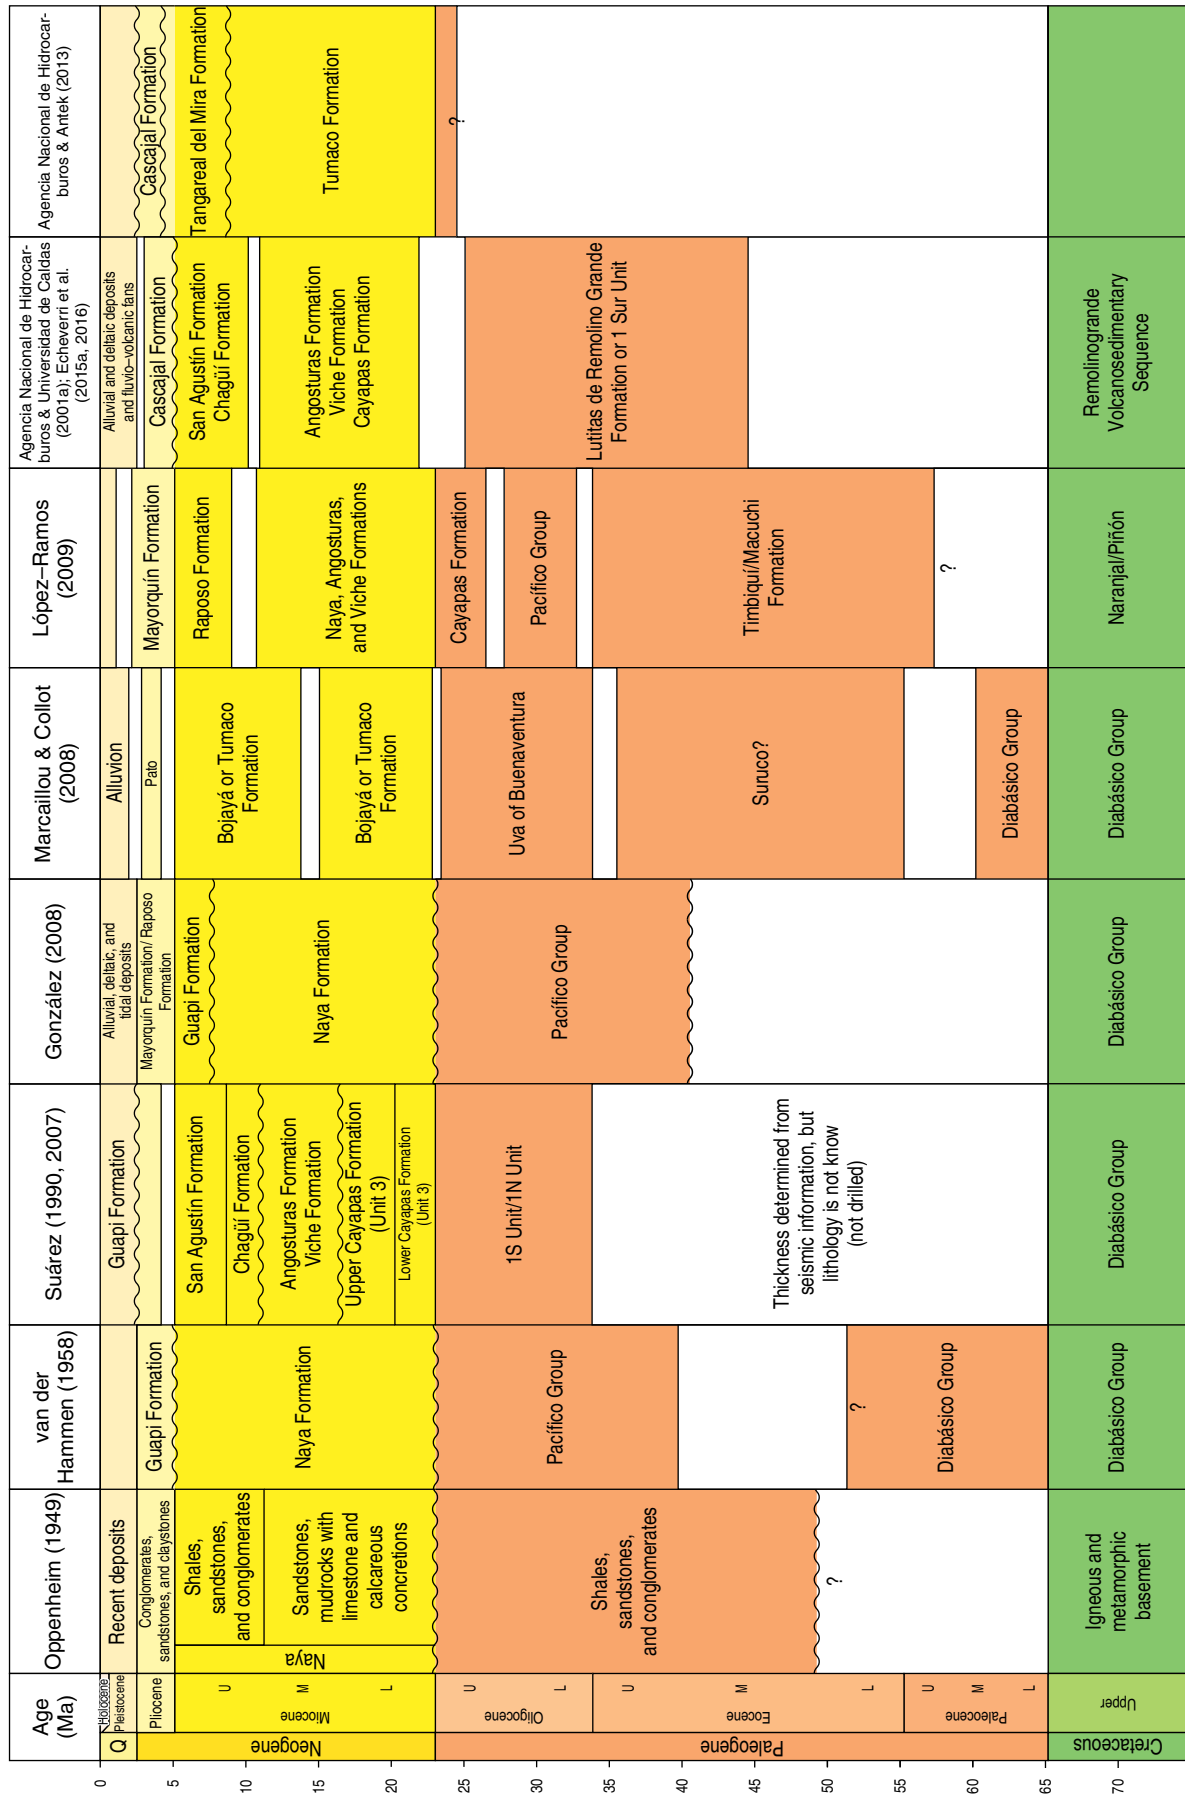 Age
(Ma)
Oppenheim (1949)
van der
Hammen (1958)
Suárez (1990, 2007)
González (2008)
Marcaillou & Collot
(2008)
López–Ramos
(2009)
Agencia Nacional de Hidrocar-
buros & Universidad de Caldas
(2001a); Echeverri et al.
(2015a, 2016)
Agencia Nacional de Hidrocar-
buros & Antek (2013)
0
5
10
15
20
25
30
35
40
45
50
55
60
65
70
Q
Neogene
Paleogene
Cretaceous
Holocene
Pleistocene
Pliocene
Miocene
U
M
L
Oligocene
U
L
Eocene
U
M
L
Paleocene
U
M
L
Upper
Recent deposits
Conglomerates,
sandstones, and claystones
Naya
Shales,
sandstones,
and conglomerates
Sandstones,
mudrocks with
limestone and
calcareous
concretions
Shales,
sandstones,
and conglomerates
?
Igneous and
metamorphic
basement
Guapi Formation
Naya Formation
Pacífico Group
?
Diabásico Group
Diabásico Group
Guapi Formation
San Agustín Formation
Chagüí Formation
Angosturas Formation
Viche Formation
Upper Cayapas Formation
(Unit 3)
Lower Cayapas Formation
(Unit 3)
1S Unit/1N Unit
Thickness determined from
seismic information, but
lithology is not know
(not drilled)
Diabásico Group
Alluvial, deltaic, and
tidal deposits
Mayorquín Formation/ Raposo
Formation
Guapi Formation
Naya Formation
Pacífico Group
Diabásico Group
Alluvion
Pato
Bojayá or Tumaco
Formation
Bojayá or Tumaco
Formation
Uva of Buenaventura
Suruco?
Diabásico Group
Diabásico Group
Mayorquín Formation
Raposo Formation
Naya, Angosturas,
and Viche Formations
Cayapas Formation
Pacífico Group
Timbiquí/Macuchi
Formation
?
Naranjal/Piñón
Alluvial and deltaic deposits
and fluvio–volcanic fans
Cascajal Formation
San Agustín Formation
Chagüí Formation
Angosturas Formation
Viche Formation
Cayapas Formation
Lutitas de Remolino Grande
Formation or 1 Sur Unit
Remolinogrande
Volcanosedimentary
Sequence
Cascajal Formation
Tangareal del Mira Formation
Tumaco Formation
?